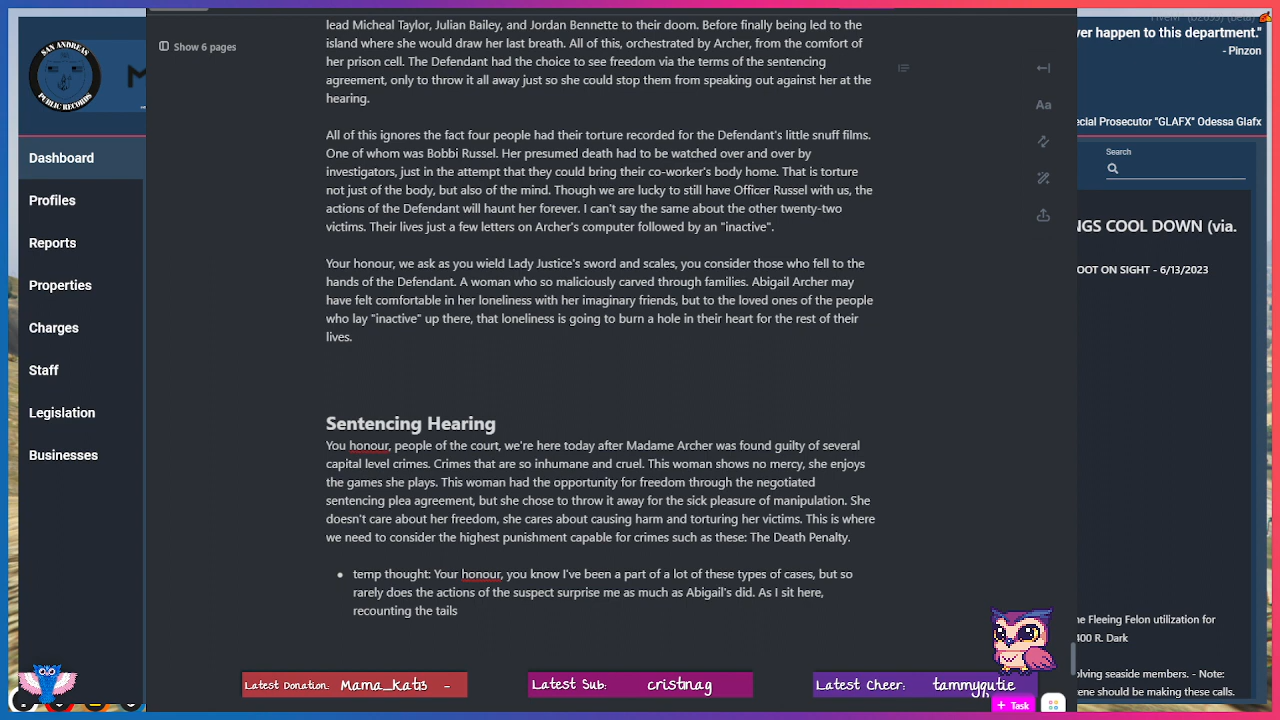 lead Micheal Taylor, Julian Bailey, and Jordan Bennette to their doom. Before finally being led to the
island where she would draw her last breath. All of this, orchestrated by Archer, from the comfort of
her prison cell. The Defendant had the choice to see freedom via the terms of the sentencing
agreement, only to throw it all away just so she could stop them from speaking out against her at the
hearing.
All of this ignores the fact four people had their torture recorded for the Defendant's little snuff films.
One of whom was Bobbi Russel. Her presumed death had to be watched over and over by
investigators, just in the attempt that they could bring their co-worker's body home. That is torture
not just of the body, but also of the mind. Though we are lucky to still have Officer Russel with us, the
actions of the Defendant will haunt her forever. I can't say the same about the other twenty-two
victims. Their lives just a few letters on Archer's computer followed by an "inactive".
Your honour, we ask as you wield Lady Justice's sword and scales, you consider those who fell to the
hands of the Defendant. A woman who so maliciously carved through families. Abigail Archer may
have felt comfortable in her loneliness with her imaginary friends, but to the loved ones of the people
who lay "inactive" up there, that loneliness is going to burn a hole in their heart for the rest of their
lives.
Sentencing Hearing
You honour, people of the court, we're here today after Madame Archer was found guilty of several
capital level crimes. Crimes that are so inhumane and cruel. This woman shows no mercy, she enjoys
the games she plays. This woman had the opportunity for freedom through the negotiated
sentencing plea agreement, but she chose to throw it away for the sick pleasure of manipulation. She
doesn't care about her freedom, she cares about causing harm and torturing her victims. This is where
we need to consider the highest punishment capable for crimes such as these: The Death Penalty.
• temp thought: Your honour, you know I've been a part of a lot of these types of cases, but so
rarely does the actions of the suspect surprise me as much as Abigail's did. As I sit here,
recounting the tails
Show 6 pages
Aa
SAN ANDREAS
PUBLIC RECORDS
M
Dashboard
Profiles
Reports
Properties
Charges
Staff
Legislation
Businesses
(Beta)
ver happen to this department."
- Pinzon
ecial Prosecutor "GLAFX" Odessa Glafx
Search
NGS COOL DOWN (via.
OOT ON SIGHT - 6/13/2023
he Fleeing Felon utilization for
400 R. Dark
olving seaside members. - Note:
ene should be making these calls.
Latest Donation: Mama_Kat13 -
Latest Sub: cristinag
Latest Cheer: tammyqutie
+ Task